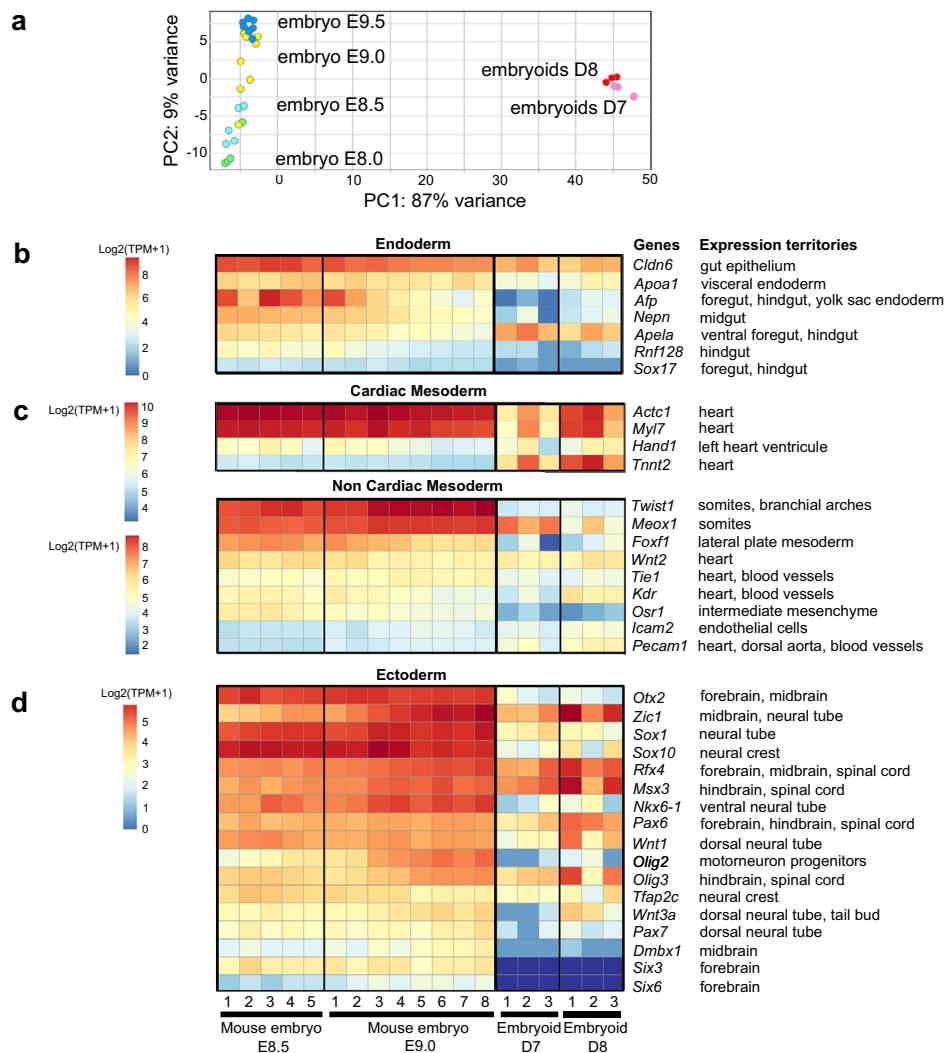 a
PC2: 9% variance
5
0
-5
-10
embryo E9.5
embryo E9.0
embryo E8.5
embryo E8.0
embryoids D8
embryoids D7
0 10 20 30 40 50
PC1: 87% variance
b
Log2(TPM+1)
8
7
6
5
4
3
2
1
0
Endoderm
Genes Expression territories
Cldn6 gut epithelium
Apoa1 visceral endoderm
Afp foregut, hindgut, yolk sac endoderm
Nepn midgut
Apela ventral foregut, hindgut
Rnf128 hindgut
Sox17 foregut, hindgut
c
Log2(TPM+1)
10
9
8
7
6
5
4
Cardiac Mesoderm
Actc1 heart
Myl7 heart
Hand1 left heart ventricule
Tnnt2 heart
Log2(TPM+1)
8
7
6
5
4
3
2
Non Cardiac Mesoderm
Twist1 somites, branchial arches
Meox1 somites
Foxf1 lateral plate mesoderm
Wnt2 heart
Tie1 heart, blood vessels
Kdr heart, blood vessels
Osr1 intermediate mesenchyme
Icam2 endothelial cells
Pecam1 heart, dorsal aorta, blood vessels
d
Log2(TPM+1)
5
4
3
2
1
0
Ectoderm
Otx2 forebrain, midbrain
Zic1 midbrain, neural tube
Sox1 neural tube
Sox10 neural crest
Rfx4 forebrain, midbrain, spinal cord
Msx3 hindbrain, spinal cord
Nkx6-1 ventral neural tube
Pax6 forebrain, hindbrain, spinal cord
Wnt1 dorsal neural tube
Olig2 motorneuron progenitors
Olig3 hindbrain, spinal cord
Tfap2c neural crest
Wnt3a dorsal neural tube, tail bud
Pax7 dorsal neural tube
Dmbx1 midbrain
Six3 forebrain
Six6 forebrain
1 2 3 4 5 1 2 3 4 5 6 7 8 1 2 3 1 2 3
Mouse embryo Mouse embryo Embryoid Embryoid
E8.5 E9.0 D7 D8